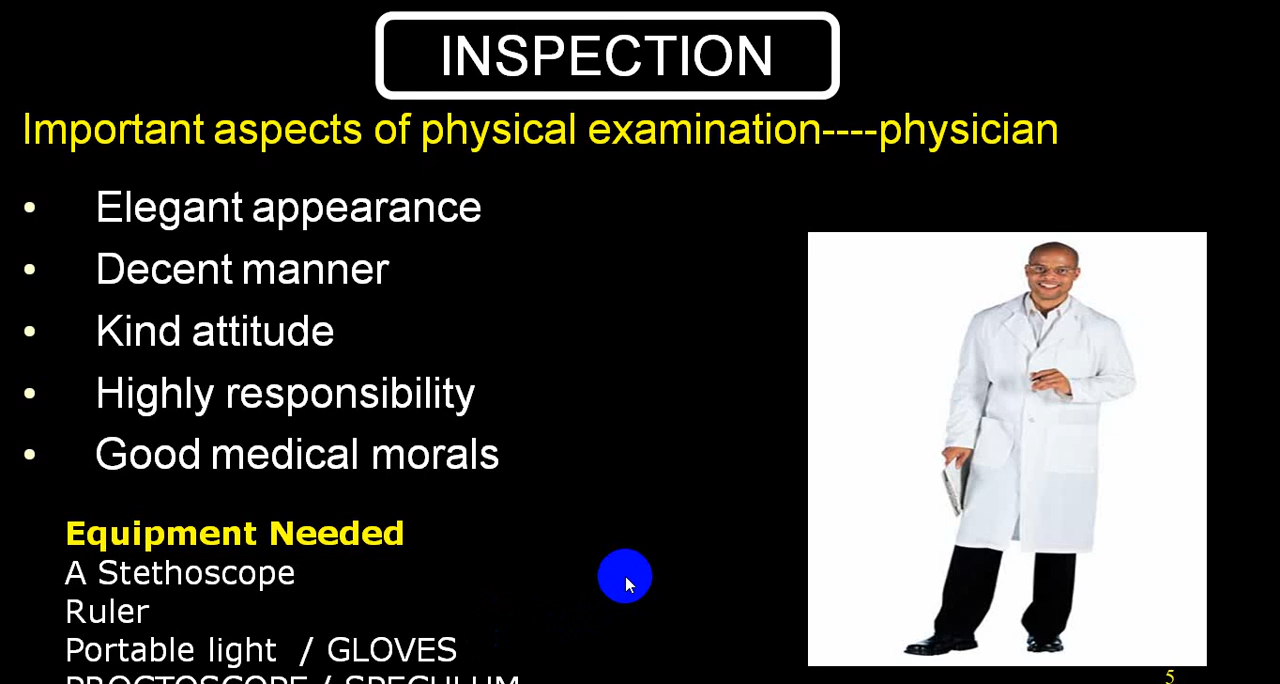 INSPECTION
Important aspects of physical examination----physician
• Elegant appearance
• Decent manner
• Kind attitude
• Highly responsibility
• Good medical morals
Equipment Needed
A Stethoscope
Ruler
Portable light / GLOVES
PROCTOSCOPE / SPECULUM
5